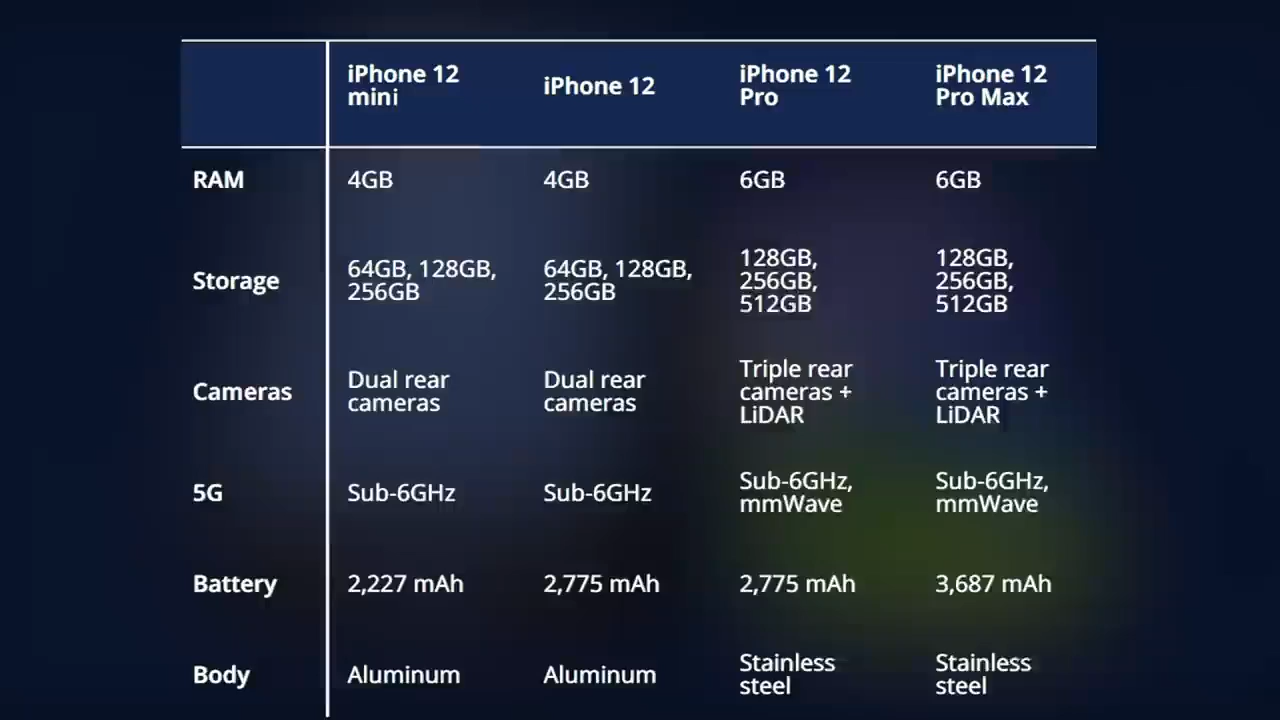 iPhone 12 mini
iPhone 12
iPhone 12 Pro
iPhone 12 Pro Max
RAM
4GB
4GB
6GB
6GB
Storage
64GB, 128GB,
256GB
64GB, 128GB,
256GB
128GB,
256GB,
512GB
128GB,
256GB,
512GB
Cameras
Dual rear
cameras
Dual rear
cameras
Triple rear
cameras +
LiDAR
Triple rear
cameras +
LiDAR
5G
Sub-6GHz
Sub-6GHz
Sub-6GHz,
mmWave
Sub-6GHz,
mmWave
Battery
2,227 mAh
2,775 mAh
2,775 mAh
3,687 mAh
Body
Aluminum
Aluminum
Stainless
steel
Stainless
steel